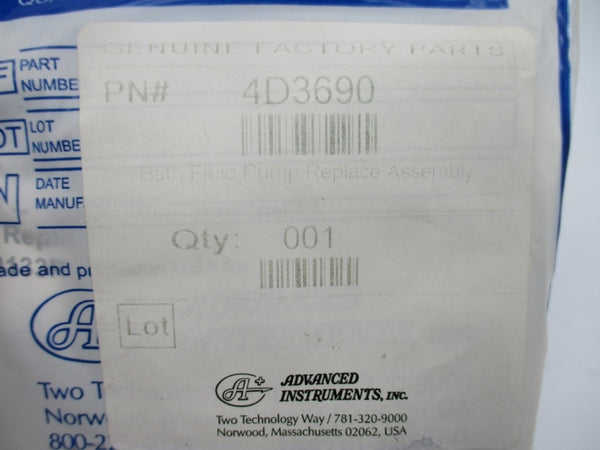 GENUINE FACTORY PARTS
PN# 4D3690
Bath Fluid Pump Replace Assembly
Qty: 001
Lot
A+ ADVANCED
INSTRUMENTS, INC.
Two Technology Way / 781-320-9000
Norwood, Massachusetts 02062, USA
PART
NUMBE
LOT
NUMBE
DATE
MANUF
Repl
ade and pu
A
Two T
Norw
800-2